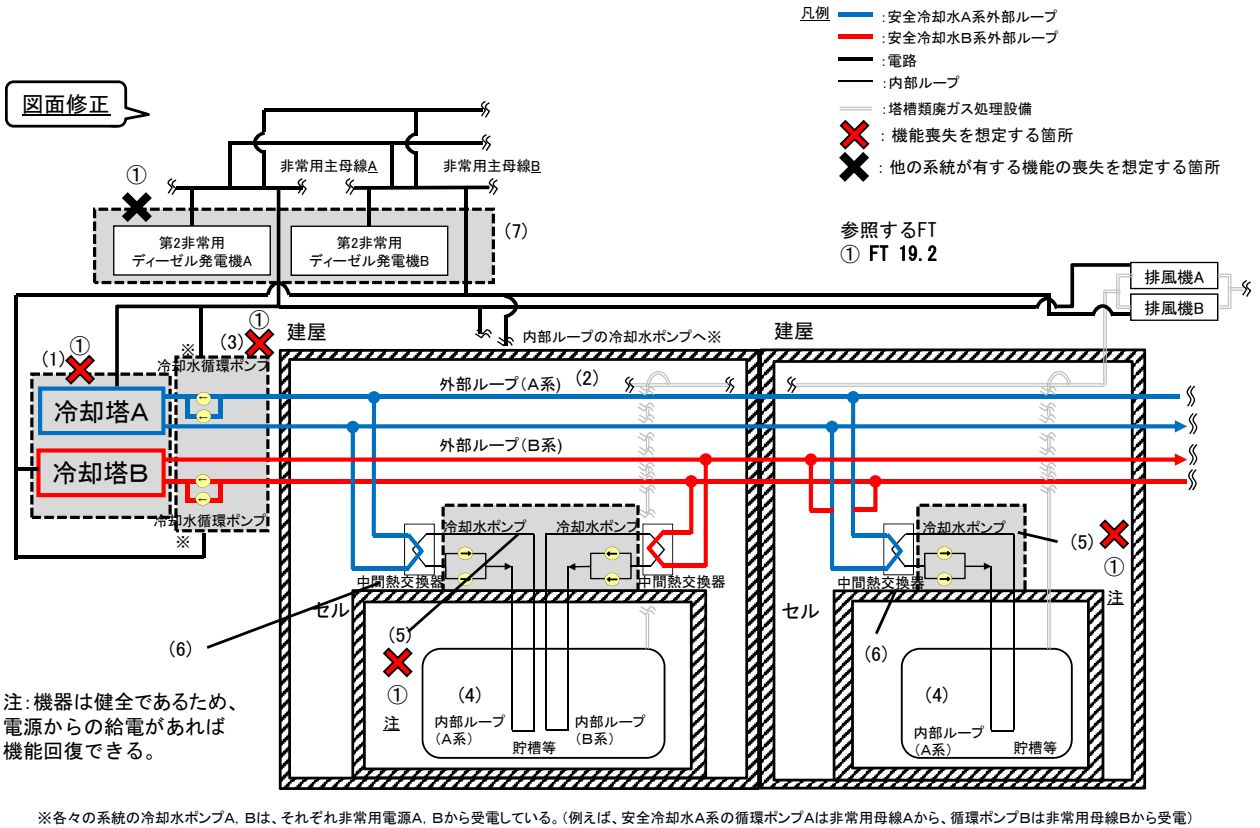 凡例
:安全冷却水A系外部ループ
:安全冷却水B系外部ループ
:電路
:内部ループ
:塔槽類廃ガス処理設備
:機能喪失を想定する箇所
:他の系統が有する機能の喪失を想定する箇所
図面修正
参照するFT
① FT 19.2
①
非常用主母線A
非常用主母線B
第2非常用
ディーゼル発電機A
第2非常用
ディーゼル発電機B
(7)
排風機A
排風機B
(1)
①
※
(3)
①
冷却水循環ポンプ
建屋
内部ループの冷却水ポンプへ※
建屋
冷却塔A
冷却塔B
冷却水循環ポンプ
※
外部ループ(A系)
(2)
外部ループ(B系)
冷却水ポンプ
冷却水ポンプ
中間熱交換器
中間熱交換器
セル
(6)
(5)
①
注
(4)
内部ループ
(A系)
内部ループ
(B系)
貯槽等
冷却水ポンプ
(5)
①
注
中間熱交換器
セル
(6)
(4)
内部ループ
(A系)
貯槽等
注:機器は健全であるため、
電源からの給電があれば
機能回復できる。
※各々の系統の冷却水ポンプA, Bは、それぞれ非常用電源A, Bから受電している。(例えば、安全冷却水A系の循環ポンプAは非常用母線Aから、循環ポンプBは非常用母線Bから受電)